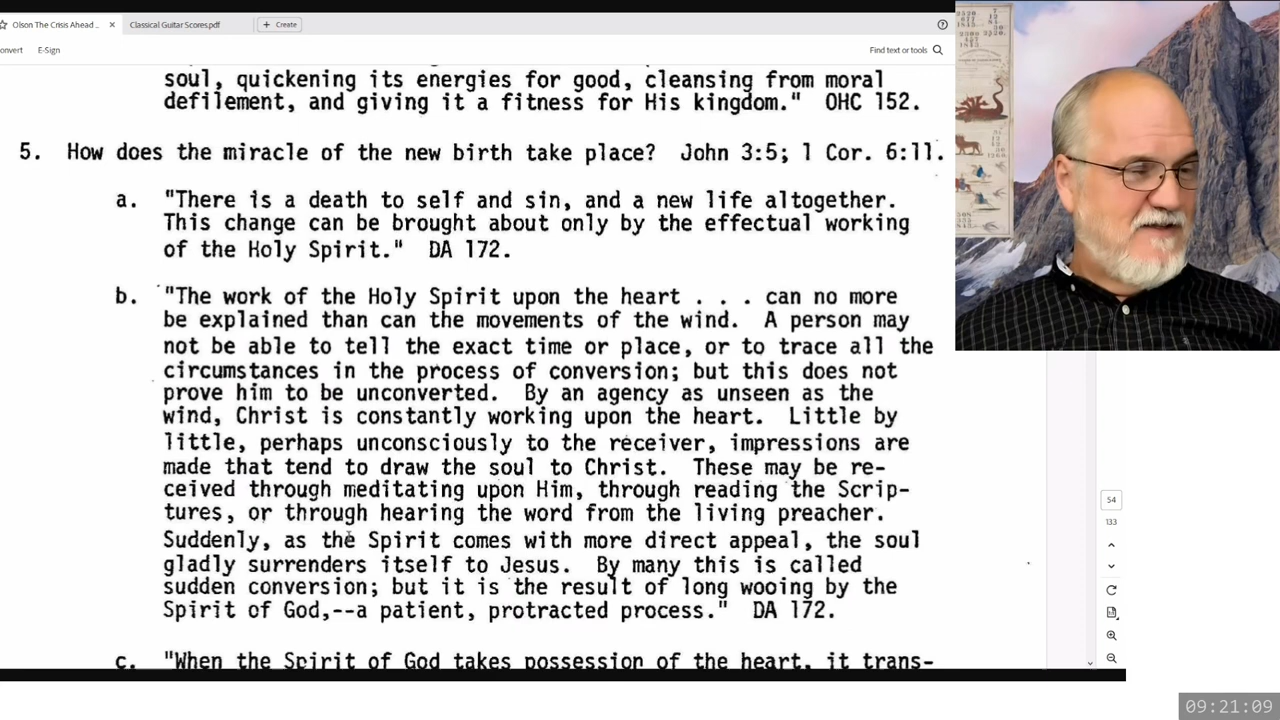 Olson The Crisis Ahead ..
Classical Guitar Scores.pdf
Create
onvert
E-Sign
Find text or tools
soul, quickening its energies for good, cleansing from moral
defilement, and giving it a fitness for His kingdom." OHC 152.
5. How does the miracle of the new birth take place? John 3:5; 1 Cor. 6:11.
a. "There is a death to self and sin, and a new life altogether.
This change can be brought about only by the effectual working
of the Holy Spirit." DA 172.
b. "The work of the Holy Spirit upon the heart . . . can no more
be explained than can the movements of the wind. A person may
not be able to tell the exact time or place, or to trace all the
circumstances in the process of conversion; but this does not
prove him to be unconverted. By an agency as unseen as the
wind, Christ is constantly working upon the heart. Little by
little, perhaps unconsciously to the receiver, impressions are
made that tend to draw the soul to Christ. These may be re-
ceived through meditating upon Him, through reading the Scrip-
tures, or through hearing the word from the living preacher.
Suddenly, as the Spirit comes with more direct appeal, the soul
gladly surrenders itself to Jesus. By many this is called
sudden conversion; but it is the result of long wooing by the
Spirit of God,--a patient, protracted process." DA 172.
c. "When the Spirit of God takes possession of the heart, it trans-
54
133
09:21:09